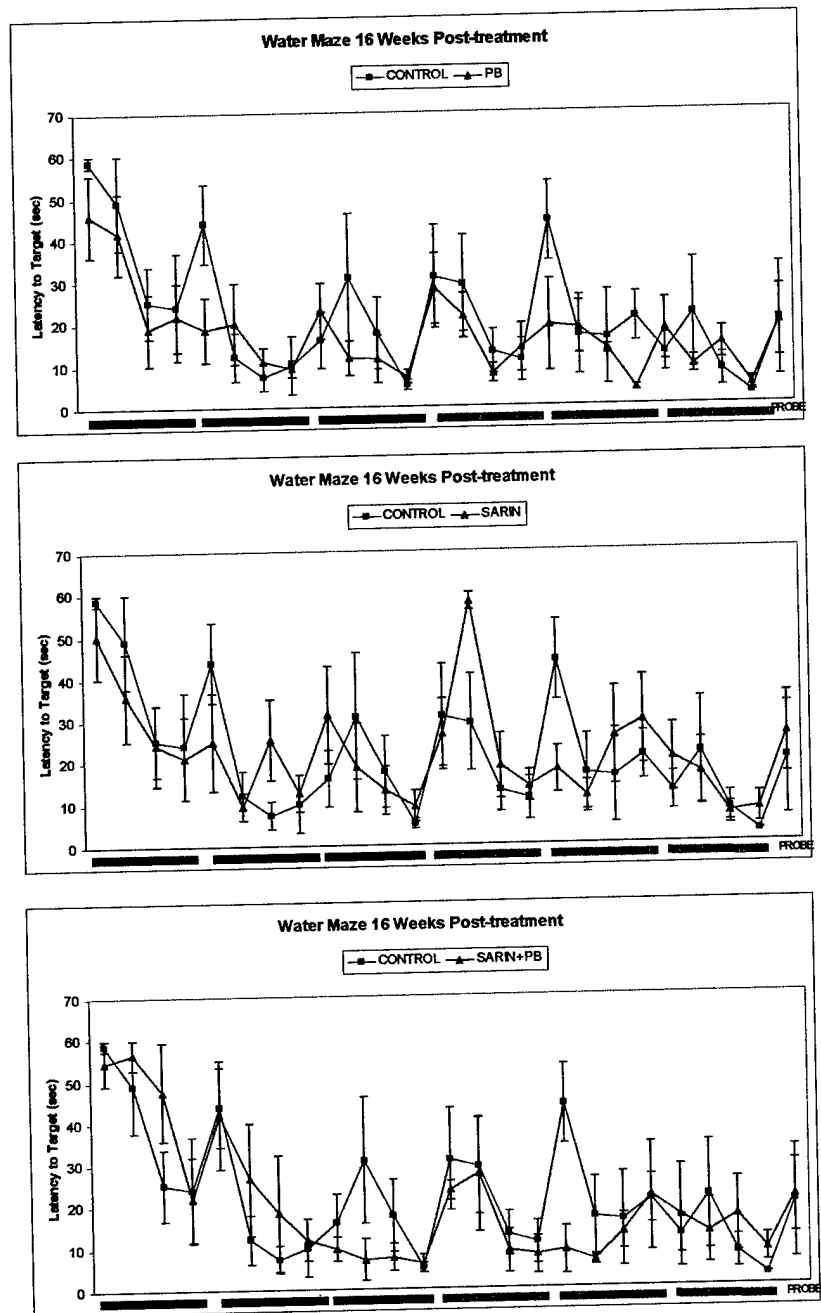 Water Maze 16 Weeks Post-treatment
CONTROL PB
70
60
50
40
30
20
10
0
Latency to Target (sec)
PROBE
Water Maze 16 Weeks Post-treatment
CONTROL SARIN
70
60
50
40
30
20
10
0
Latency to Target (sec)
PROBE
Water Maze 16 Weeks Post-treatment
CONTROL SARIN+PB
70
60
50
40
30
20
10
0
Latency to Target (sec)
PROBE